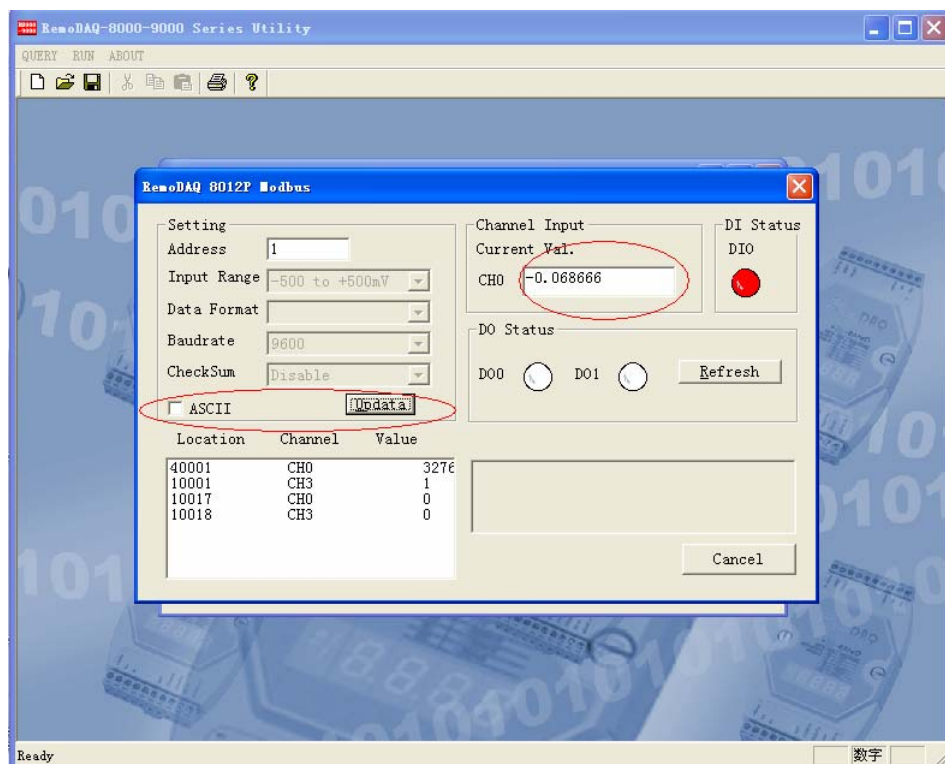 RemoDAQ-8000-9000 Series Utility
QUERY RUN ABOUT
RemoDAQ 8012P Modbus
Setting
Address 1
Input Range -500 to +500mV
Data Format
Baudrate 9600
CheckSum Disable
ASCII Updata
Channel Input
Current Val.
CH0 -0.068666
DI Status
DIO
DO Status
DO0 DO1 Refresh
Location Channel Value
40001 CH0 3276
10001 CH3 1
10017 CH0 0
10018 CH3 0
Cancel
Ready 数字